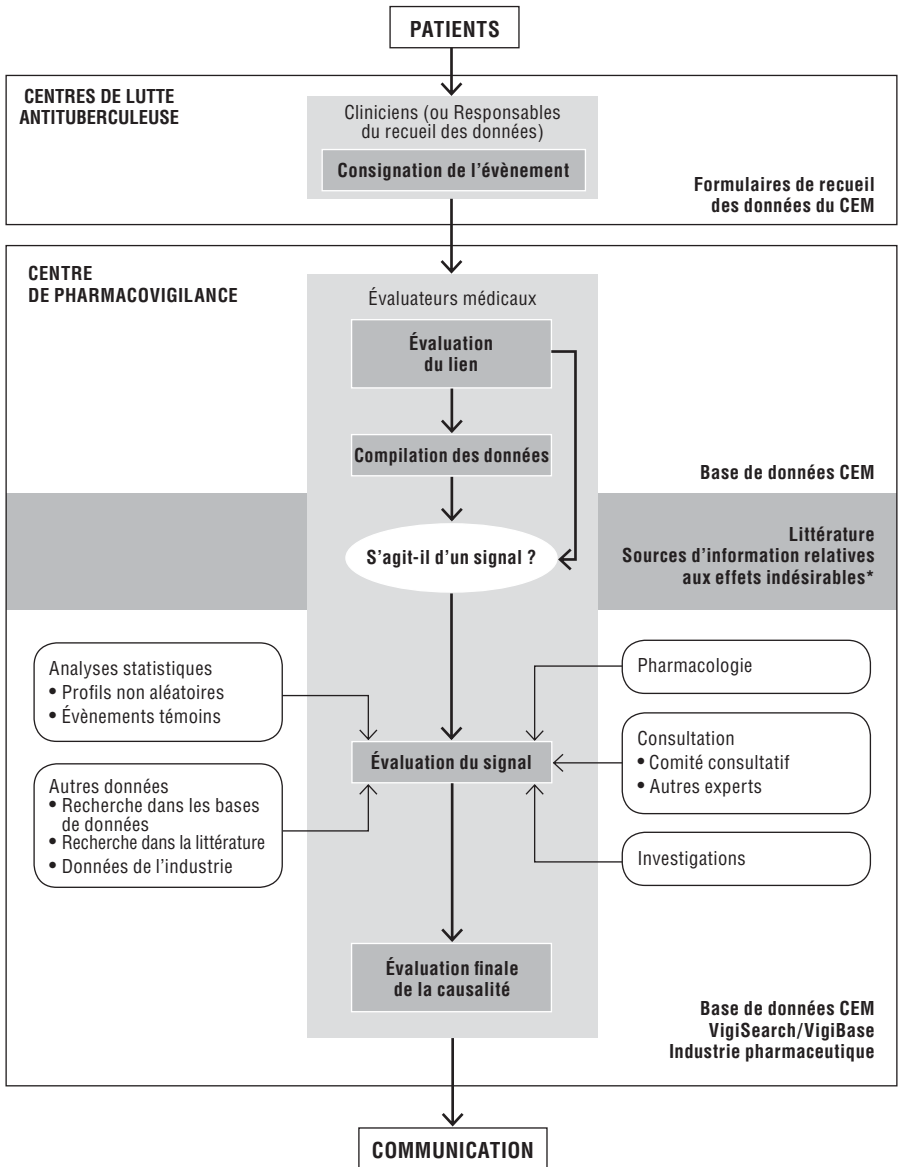 PATIENTS
CENTRES DE LUTTE
ANTITUBERCULEUSE
Cliniciens (ou Responsables
du recueil des données)
Consignation de l'évènement
Formulaires de recueil
des données du CEM
CENTRE
DE PHARMACOVIGILANCE
Évaluateurs médicaux
Évaluation
du lien
Compilation des données
Base de données CEM
Littérature
Sources d'information relatives
aux effets indésirables*
S'agit-il d'un signal ?
Analyses statistiques
• Profils non aléatoires
• Évènements témoins
Pharmacologie
Évaluation du signal
Consultation
• Comité consultatif
• Autres experts
Autres données
• Recherche dans les bases
de données
• Recherche dans la littérature
• Données de l'industrie
Investigations
Évaluation finale
de la causalité
Base de données CEM
VigiSearch/VigiBase
Industrie pharmaceutique
COMMUNICATION